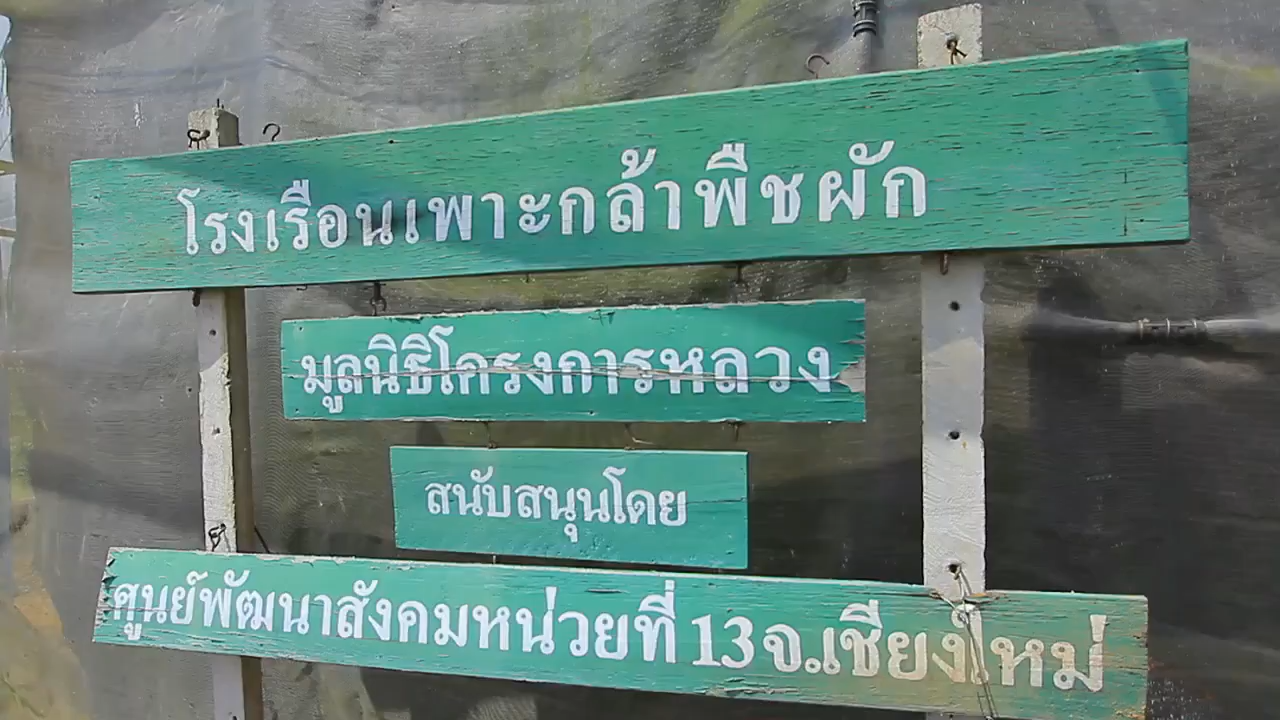 โรงเรือนเพาะกล้าพืชผัก
มูลนิธิโครงการหลวง
สนับสนุนโดย
ศูนย์พัฒนาสังคมหน่วยที่ 13 จ.เชียงใหม่